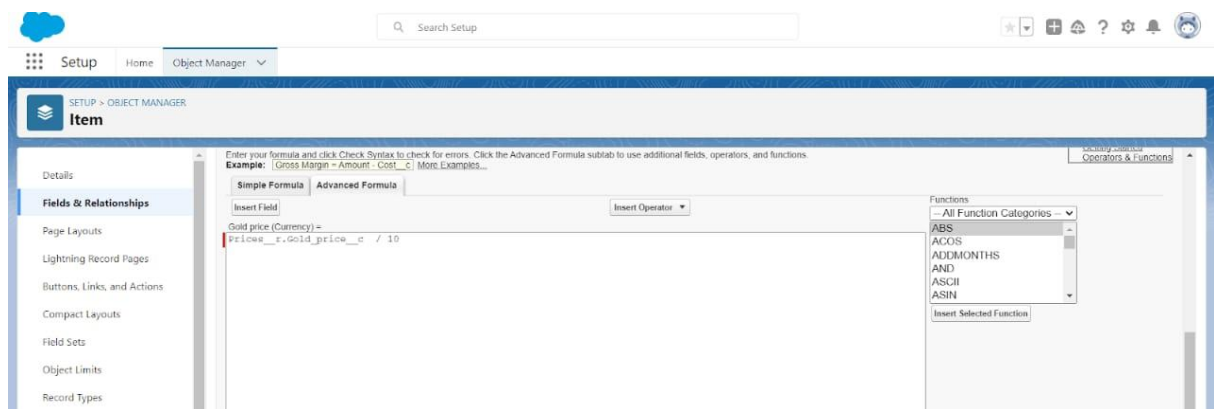 Search Setup
Setup Home Object Manager
SETUP > OBJECT MANAGER
Item
Details
Fields & Relationships
Page Layouts
Lightning Record Pages
Buttons, Links, and Actions
Compact Layouts
Field Sets
Object Limits
Record Types
Enter your formula and click Check Syntax to check for errors. Click the Advanced Formula subtab to use additional fields, operators, and functions.
Example: Gross Margin = Amount - Cost__c More Examples...
Operators & Functions
Simple Formula Advanced Formula
Insert Field Insert Operator
Gold price (Currency) =
Prices__r.Gold_price__c / 10
Functions
-- All Function Categories --
ABS
ACOS
ADDMONTHS
AND
ASCII
ASIN
Insert Selected Function